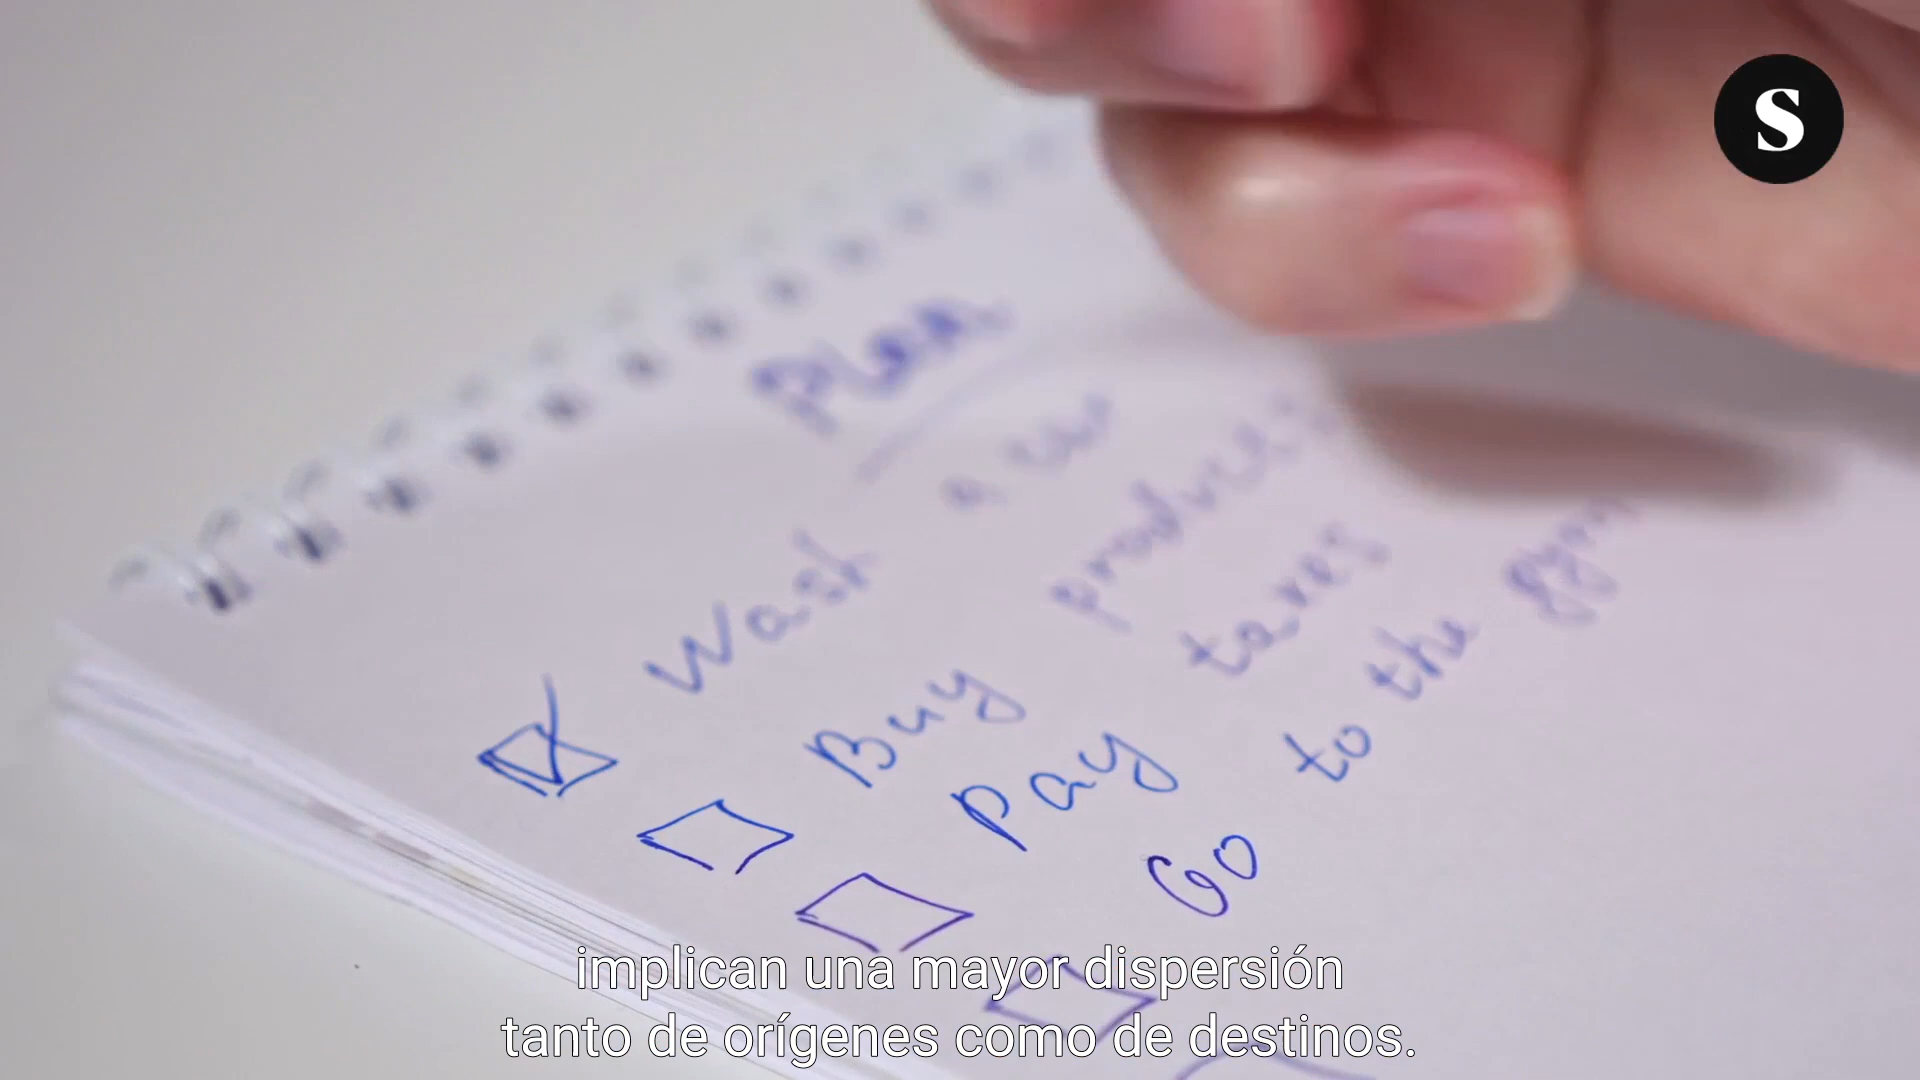 S
Plan
Wash a car
Buy products
Pay taxes
Go to the gym
implican una mayor dispersión
tanto de orígenes como de destinos.